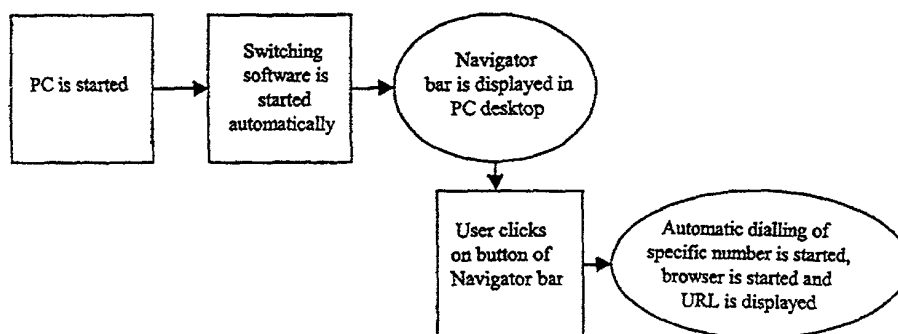 PC is started
Switching
software is
started
automatically
Navigator
bar is displayed in
PC desktop
User clicks
on button of
Navigator bar
Automatic dialling of
specific number is started,
browser is started and
URL is displayed